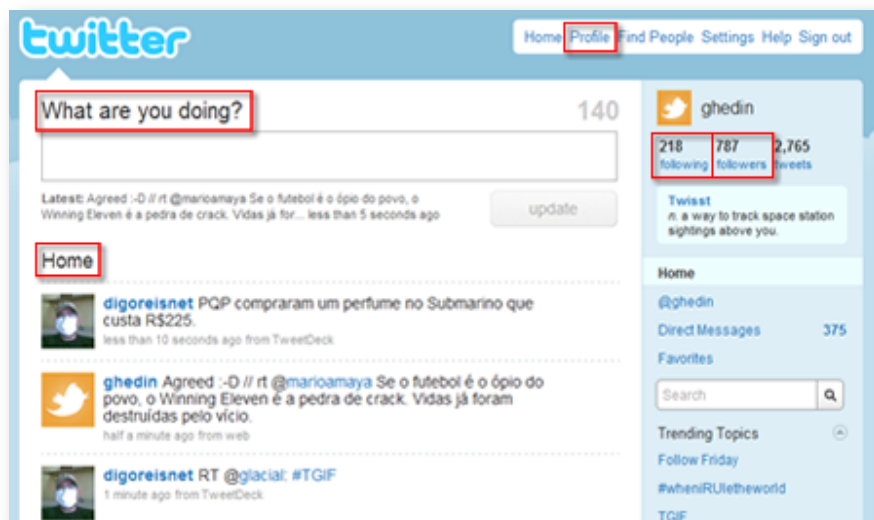 twitter
Home Profile Find People Settings Help Sign out
What are you doing?
140
Latest: Agreed :-D // rt @marioamaya Se o futebol é o ópio do povo, o
Winning Eleven é a pedra de crack. Vidas já for... less than 5 seconds ago
update
Home
digoreisnet PQP compraram um perfume no Submarino que
custa R$225.
less than 10 seconds ago from TweetDeck
ghedin Agreed :-D // rt @marioamaya Se o futebol é o ópio do
povo, o Winning Eleven é a pedra de crack. Vidas já foram
destruídas pelo vício.
half a minute ago from web
digoreisnet RT @glacial: #TGIF
1 minute ago from TweetDeck
ghedin
218 787 2,765
following followers tweets
Twisst
n. a way to track space station
sightings above you.
Home
@ghedin
Direct Messages 375
Favorites
Search
Trending Topics
Follow Friday
#wheniRUletheworld
TGIF